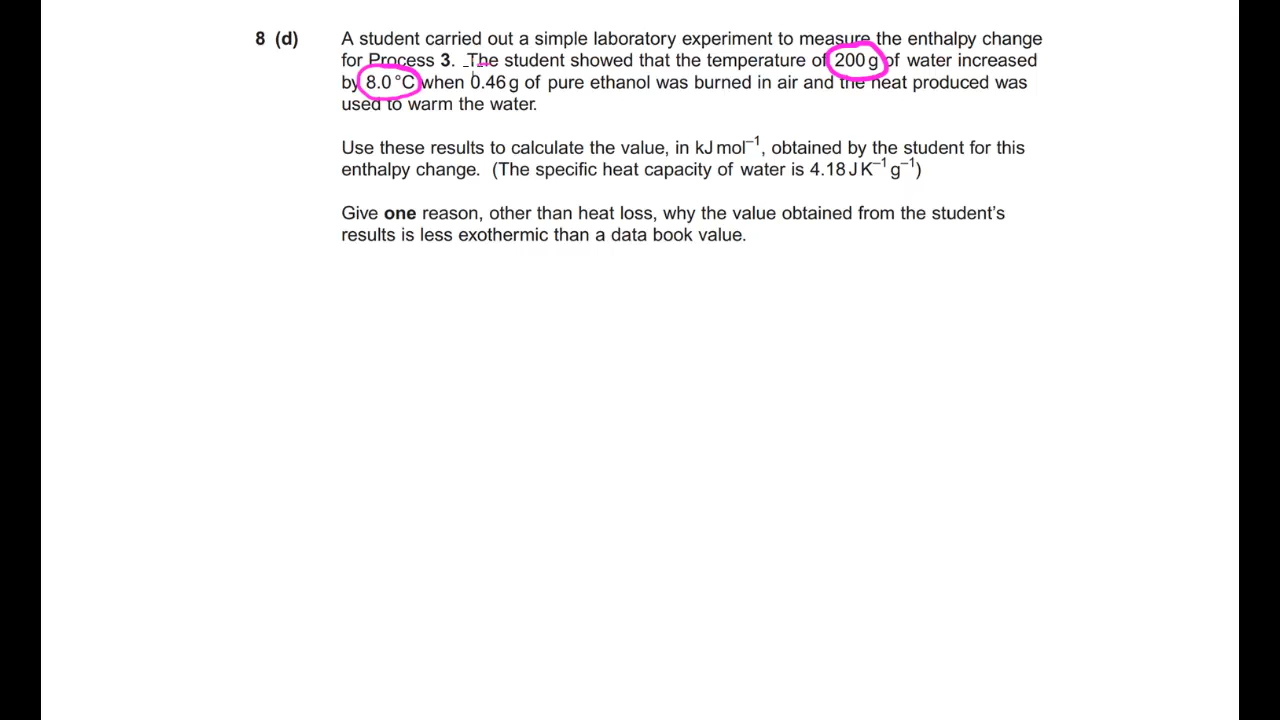 8 (d) A student carried out a simple laboratory experiment to measure the enthalpy change
for Process 3. The student showed that the temperature of 200 g of water increased
by 8.0 °C when 0.46 g of pure ethanol was burned in air and the heat produced was
used to warm the water.
Use these results to calculate the value, in kJ mol⁻¹, obtained by the student for this
enthalpy change. (The specific heat capacity of water is 4.18 J K⁻¹ g⁻¹)
Give one reason, other than heat loss, why the value obtained from the student’s
results is less exothermic than a data book value.